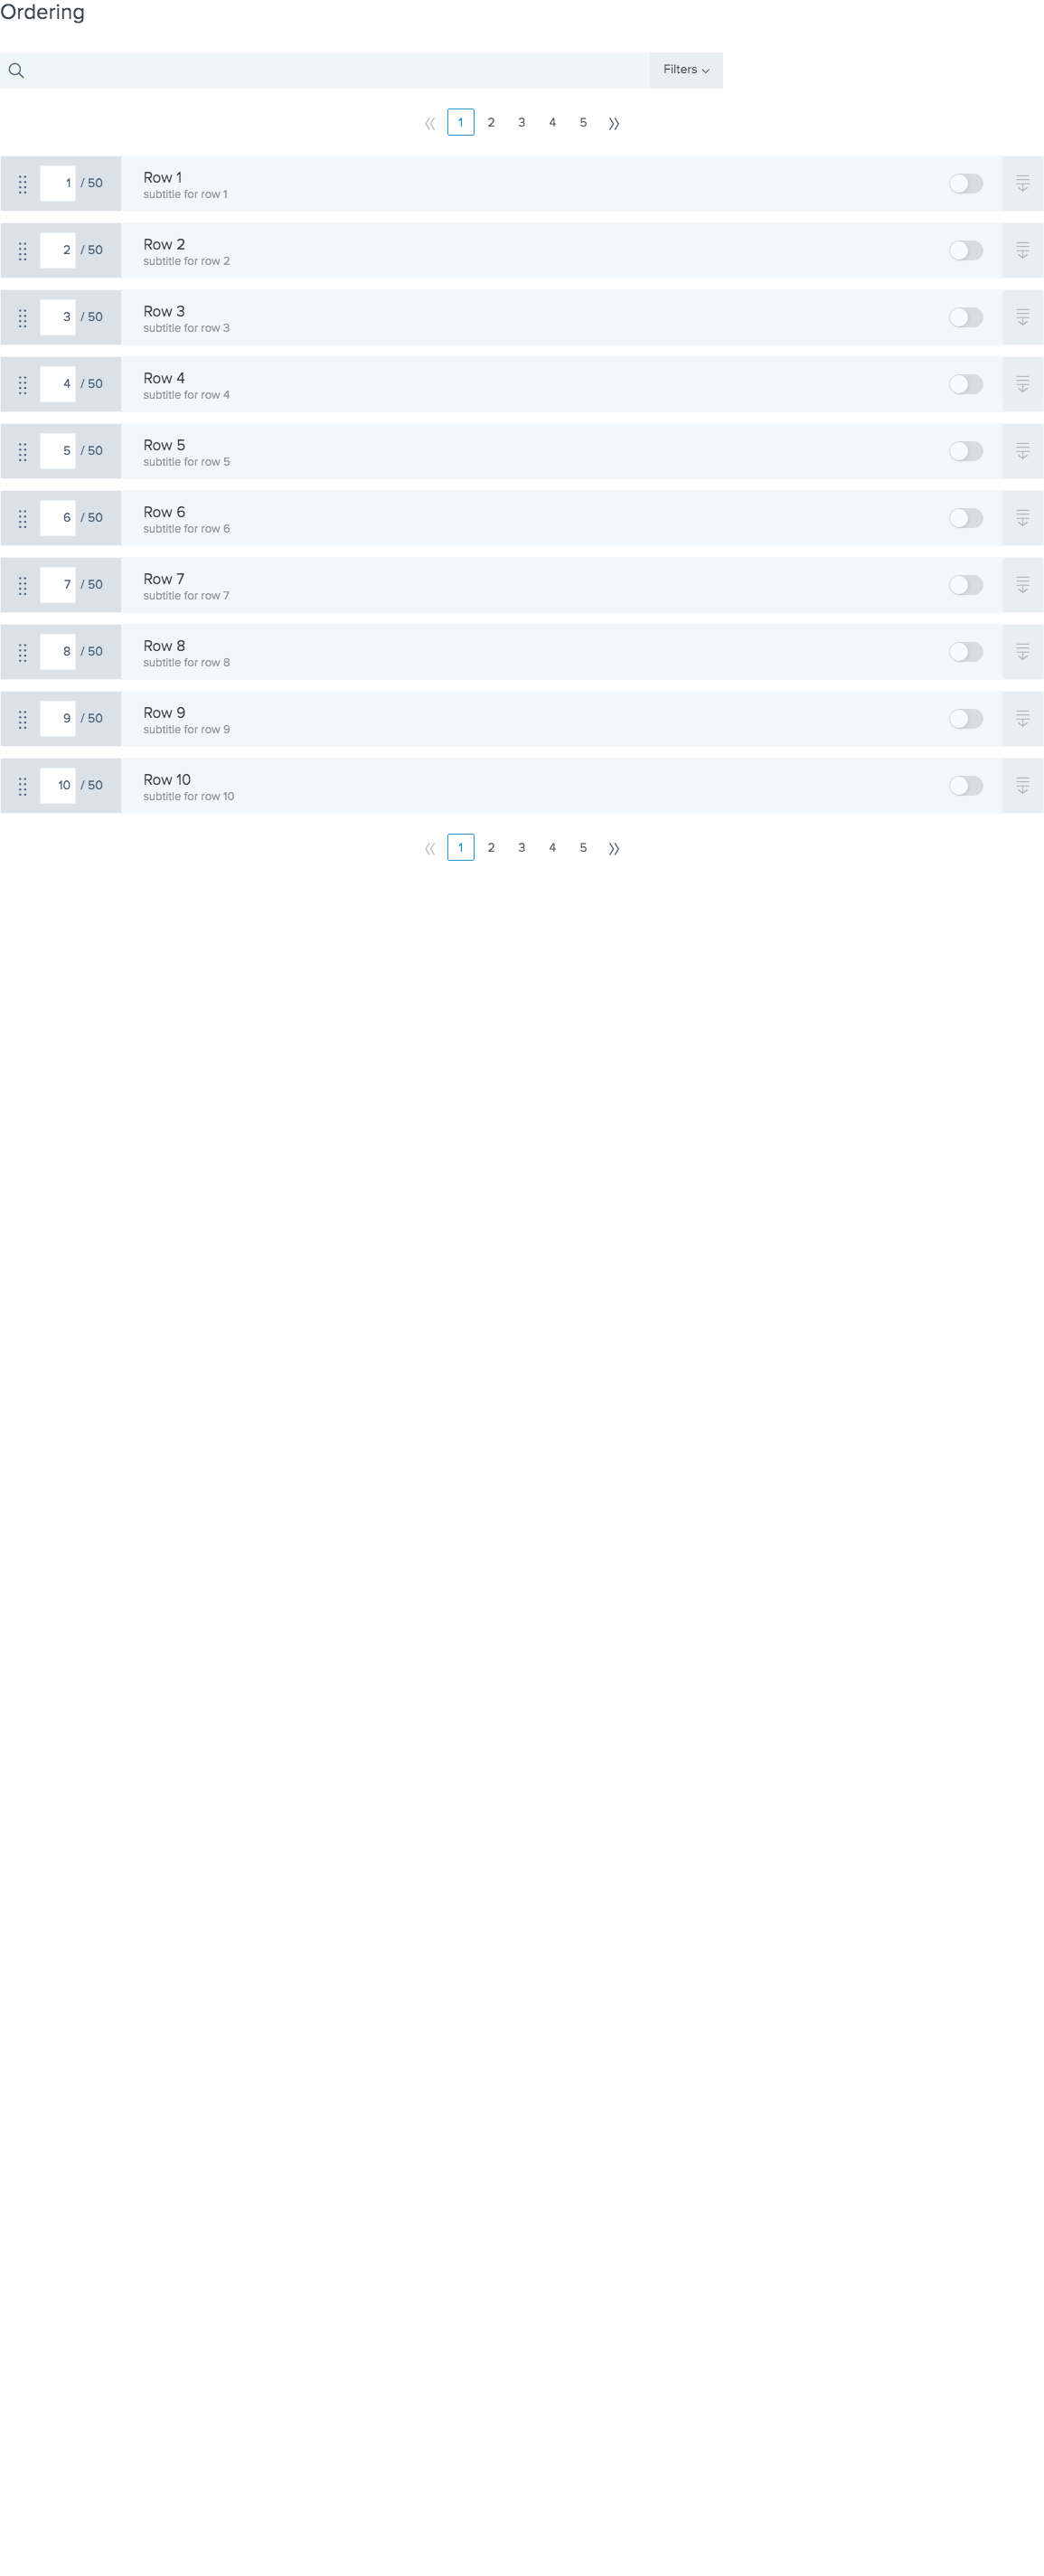 Ordering
Filters
1 2 3 4 5
1 / 50 Row 1
subtitle for row 1
2 / 50 Row 2
subtitle for row 2
3 / 50 Row 3
subtitle for row 3
4 / 50 Row 4
subtitle for row 4
5 / 50 Row 5
subtitle for row 5
6 / 50 Row 6
subtitle for row 6
7 / 50 Row 7
subtitle for row 7
8 / 50 Row 8
subtitle for row 8
9 / 50 Row 9
subtitle for row 9
10 / 50 Row 10
subtitle for row 10
1 2 3 4 5